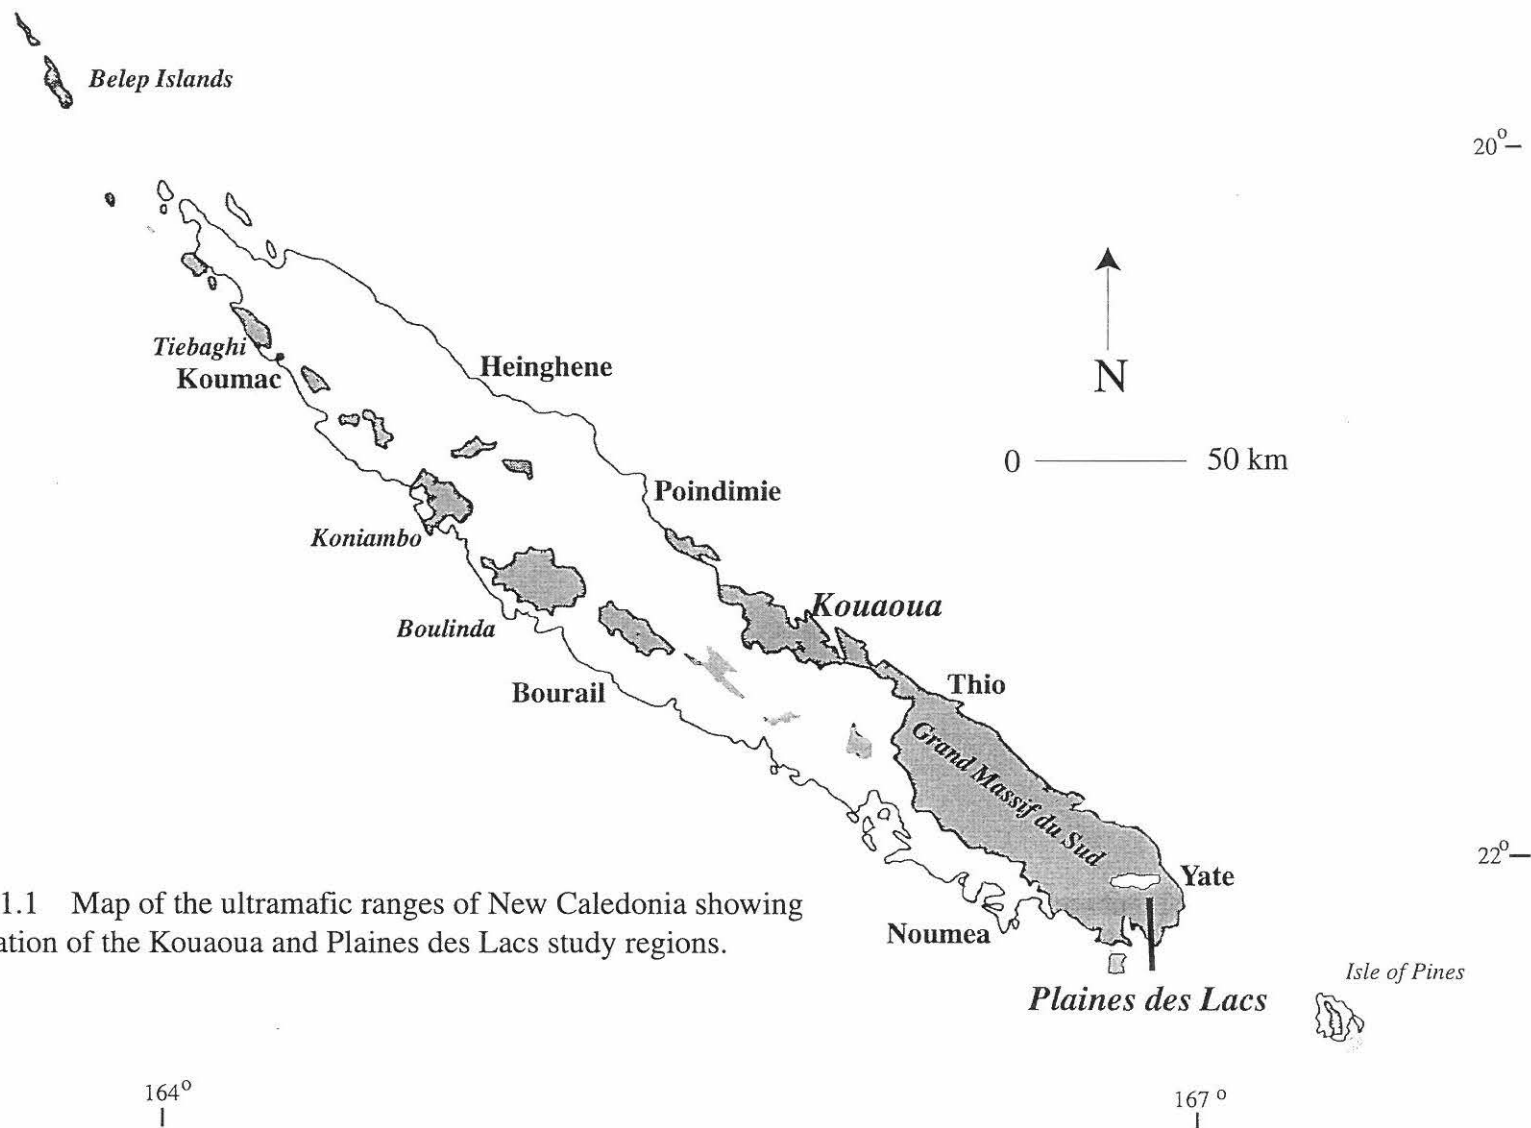 Belep Islands
20°
Tiebaghi
Koumac
Heinghene
N
0
50 km
Poindimie
Koniambo
Kouaoua
Boulinda
Bourail
Thio
Grand Massif du Sud
22°
Yate
1.1 Map of the ultramafic ranges of New Caledonia showing
ation of the Kouaoua and Plaines des Lacs study regions.
Noumea
Isle of Pines
Plaines des Lacs
164°
167 °